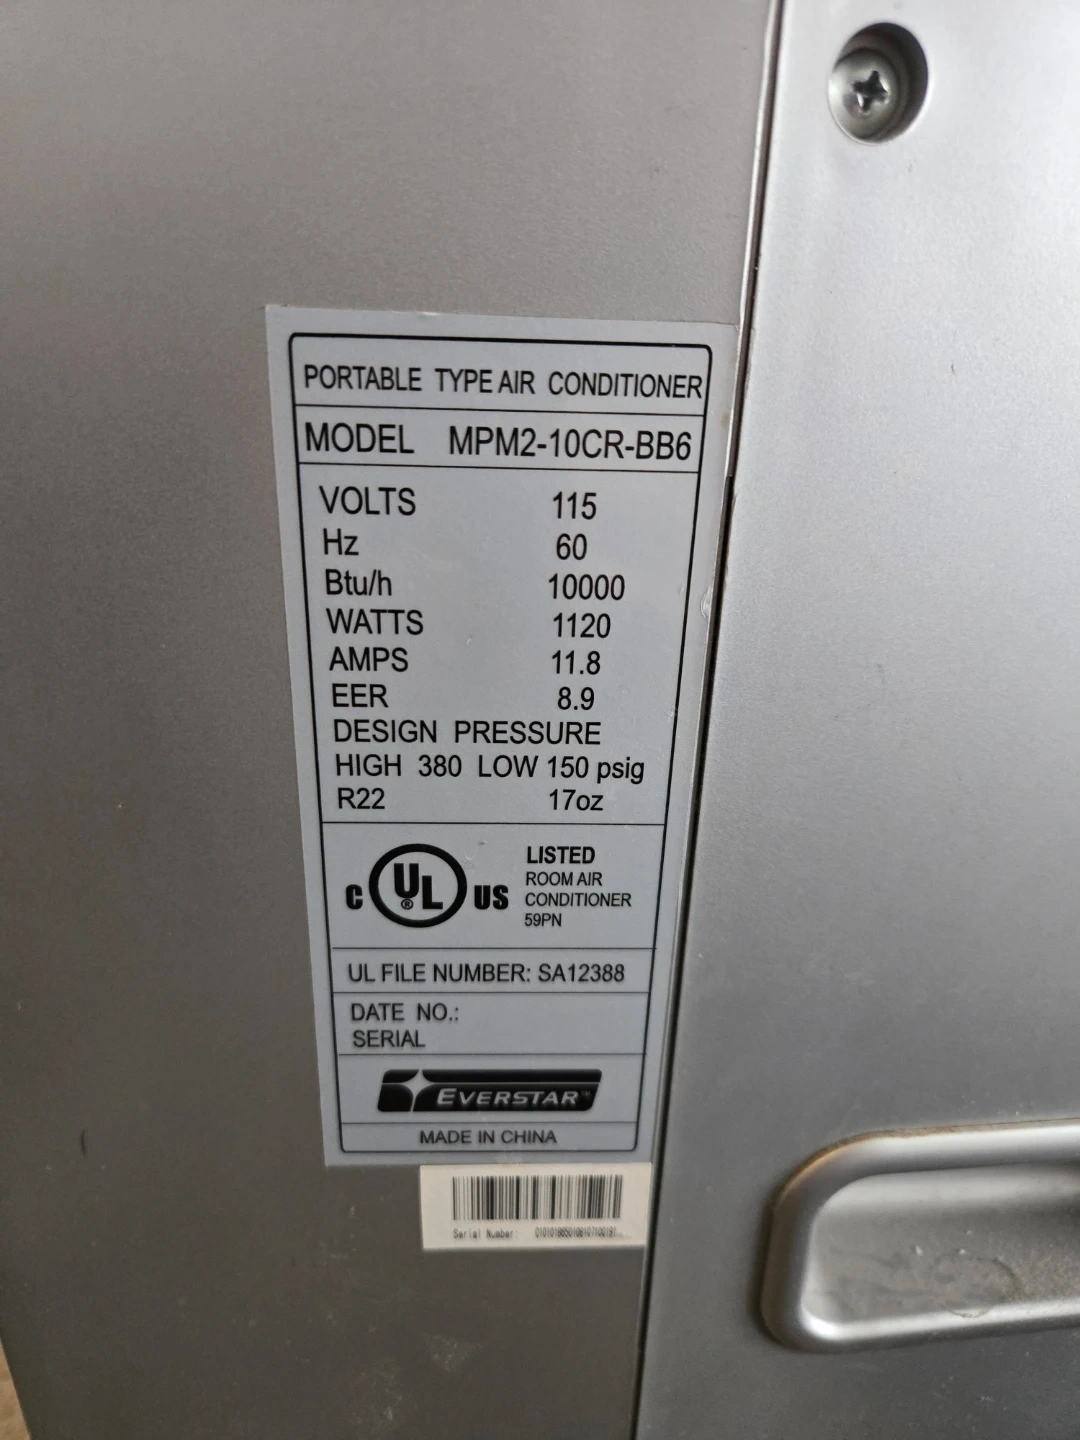 PORTABLE TYPE AIR CONDITIONER
MODEL MPM2-10CR-BB6
VOLTS 115
Hz 60
Btu/h 10000
WATTS 1120
AMPS 11.8
EER 8.9
DESIGN PRESSURE
HIGH 380 LOW 150 psig
R22 17oz
C UL® US
LISTED
ROOM AIR
CONDITIONER
59PN
UL FILE NUMBER: SA12388
DATE NO.:
SERIAL
EVERSTAR™
MADE IN CHINA
Serial Number: